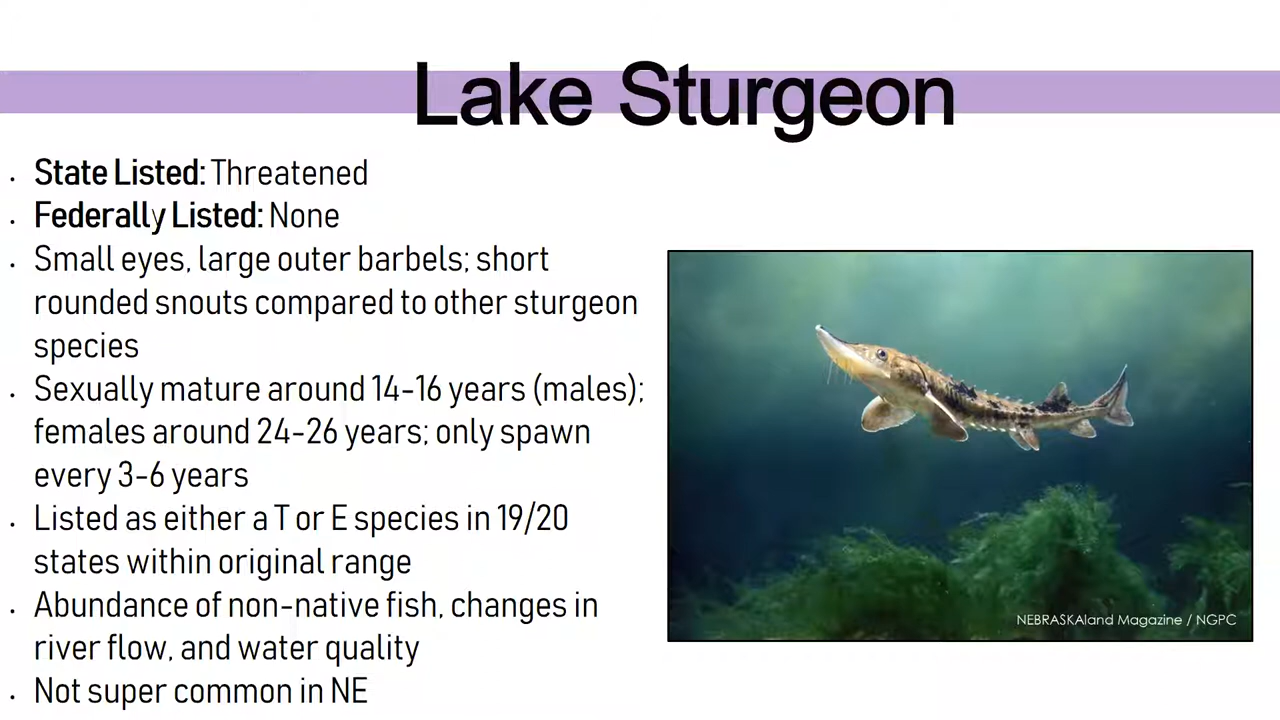 Lake Sturgeon
• State Listed: Threatened
• Federally Listed: None
• Small eyes, large outer barbels; short
rounded snouts compared to other sturgeon
species
• Sexually mature around 14-16 years (males);
females around 24-26 years; only spawn
every 3-6 years
• Listed as either a T or E species in 19/20
states within original range
• Abundance of non-native fish, changes in
river flow, and water quality
• Not super common in NE
NEBRASKAland Magazine / NGPC